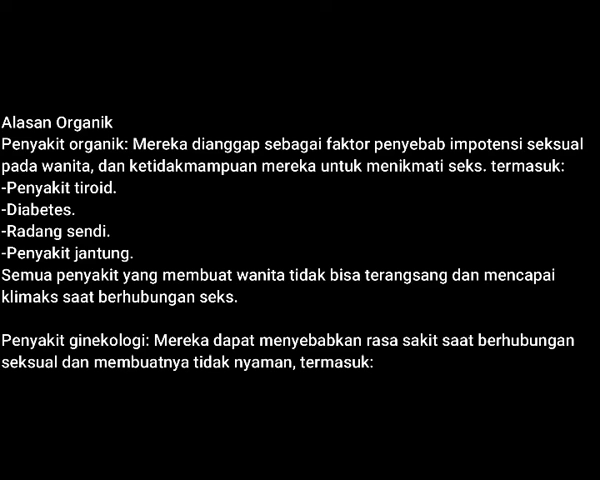 Alasan Organik
Penyakit organik: Mereka dianggap sebagai faktor penyebab impotensi seksual
pada wanita, dan ketidakmampuan mereka untuk menikmati seks. termasuk:
-Penyakit tiroid.
-Diabetes.
-Radang sendi.
-Penyakit jantung.
Semua penyakit yang membuat wanita tidak bisa terangsang dan mencapai
klimaks saat berhubungan seks.
Penyakit ginekologi: Mereka dapat menyebabkan rasa sakit saat berhubungan
seksual dan membuatnya tidak nyaman, termasuk: